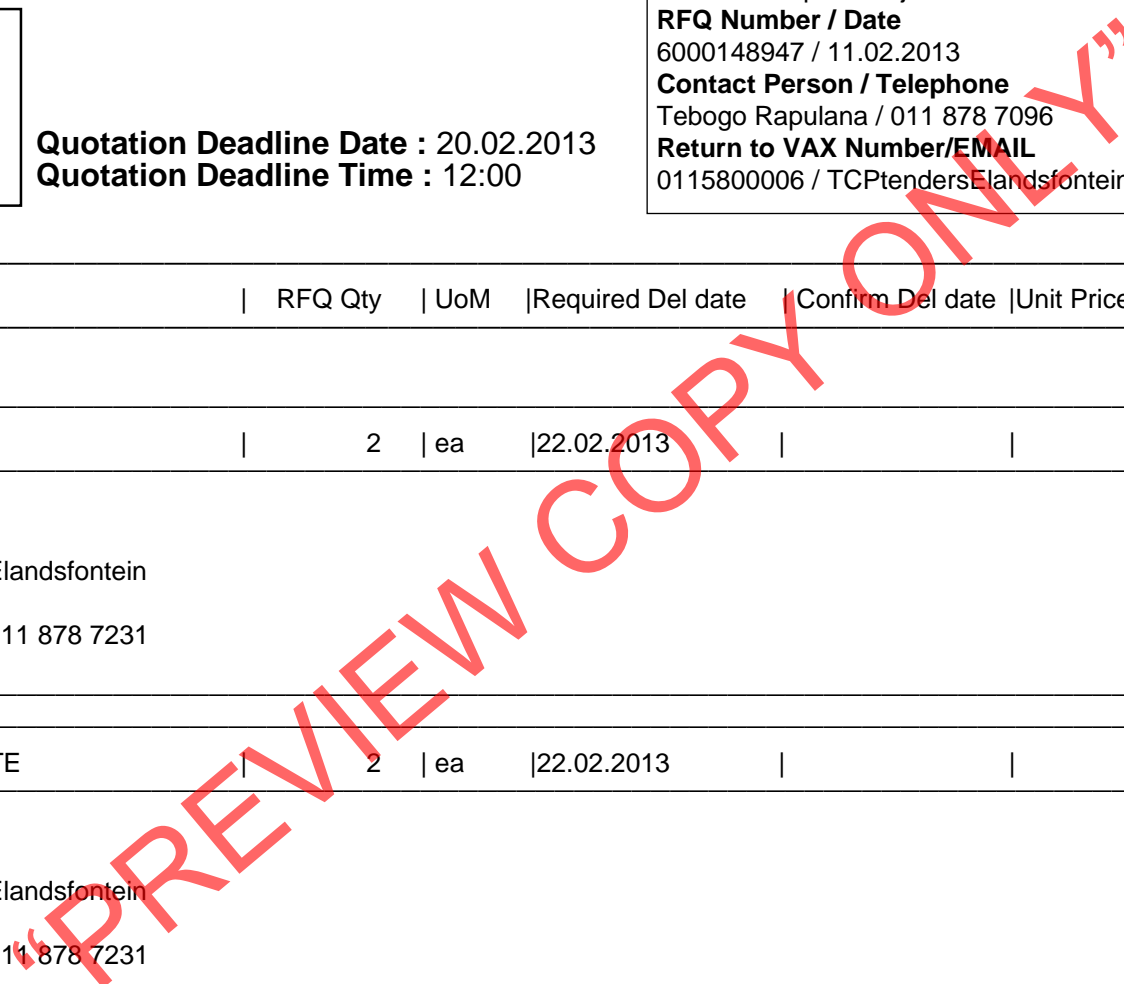 RFQ Number / Date
6000148947 / 11.02.2013
Contact Person / Telephone
Tebogo Rapulana / 011 878 7096
Return to VAX Number/EMAIL
0115800006 / TCPtendersElandsfontein
Quotation Deadline Date : 20.02.2013
Quotation Deadline Time : 12:00
| RFQ Qty | UoM |Required Del date | Confirm Del date |Unit Price
| 2 | ea |22.02.2013 | |
Elandsfontein
11 878 7231
TE | 2 | ea |22.02.2013 | |
Elandsfontein
11 878 7231
“PREVIEW COPY ONLY”